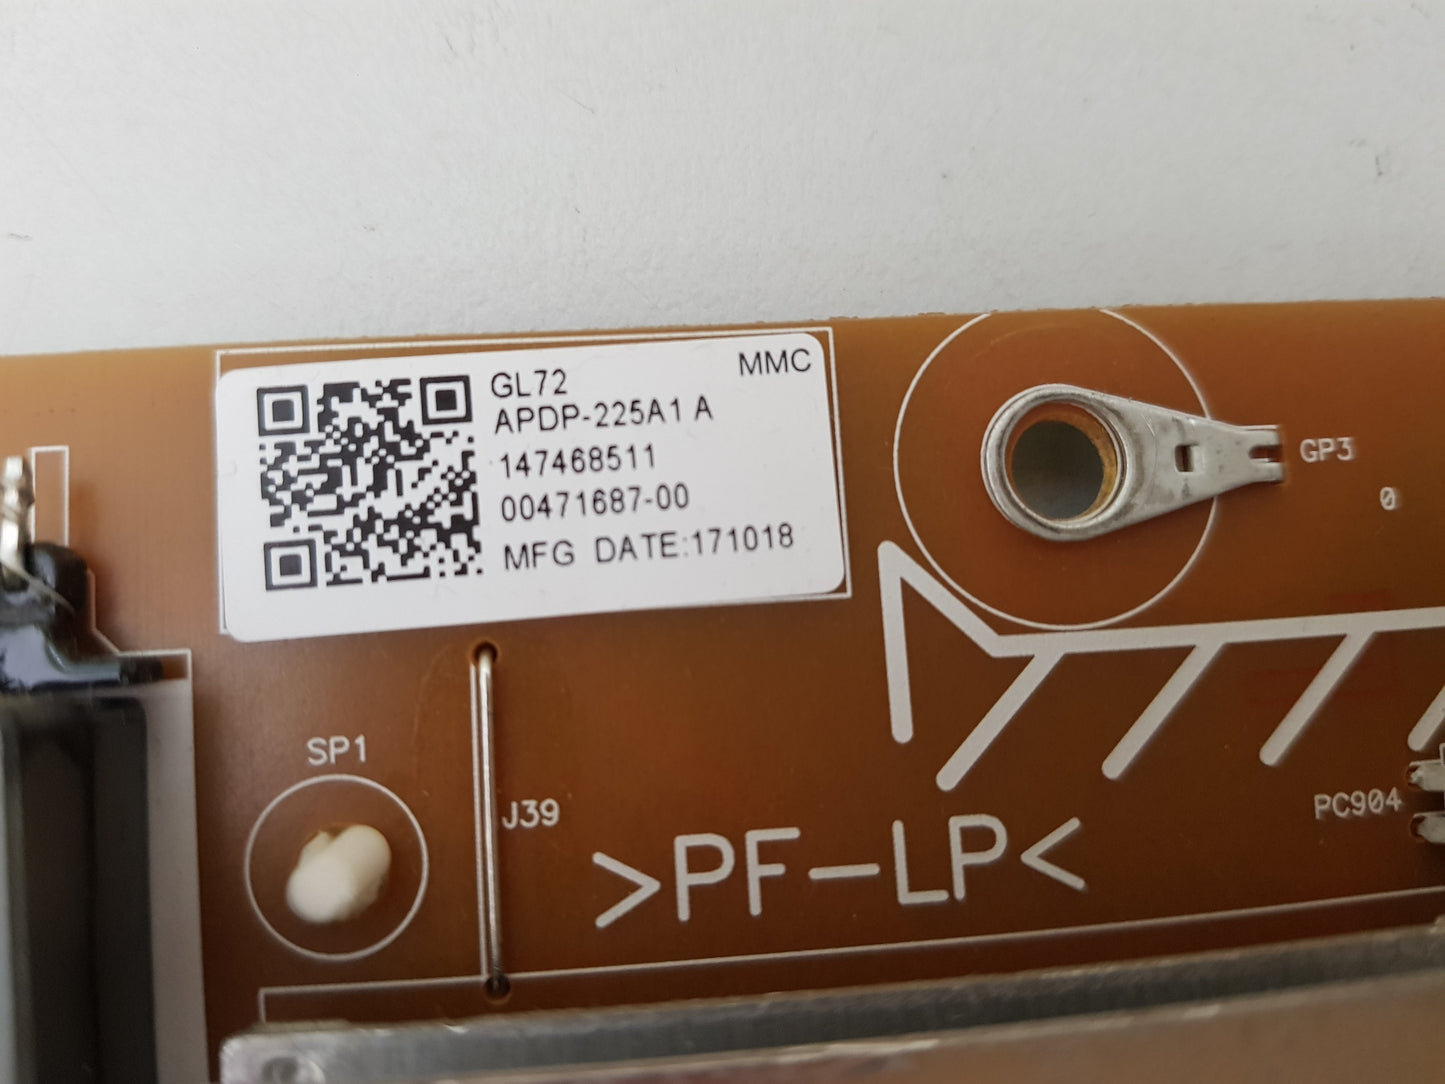 MMC
GL72
APDP-225A1 A
147468511
00471687-00
MFG DATE:171018
GP3
0
SP1
J39
PC904
>PF-LP<